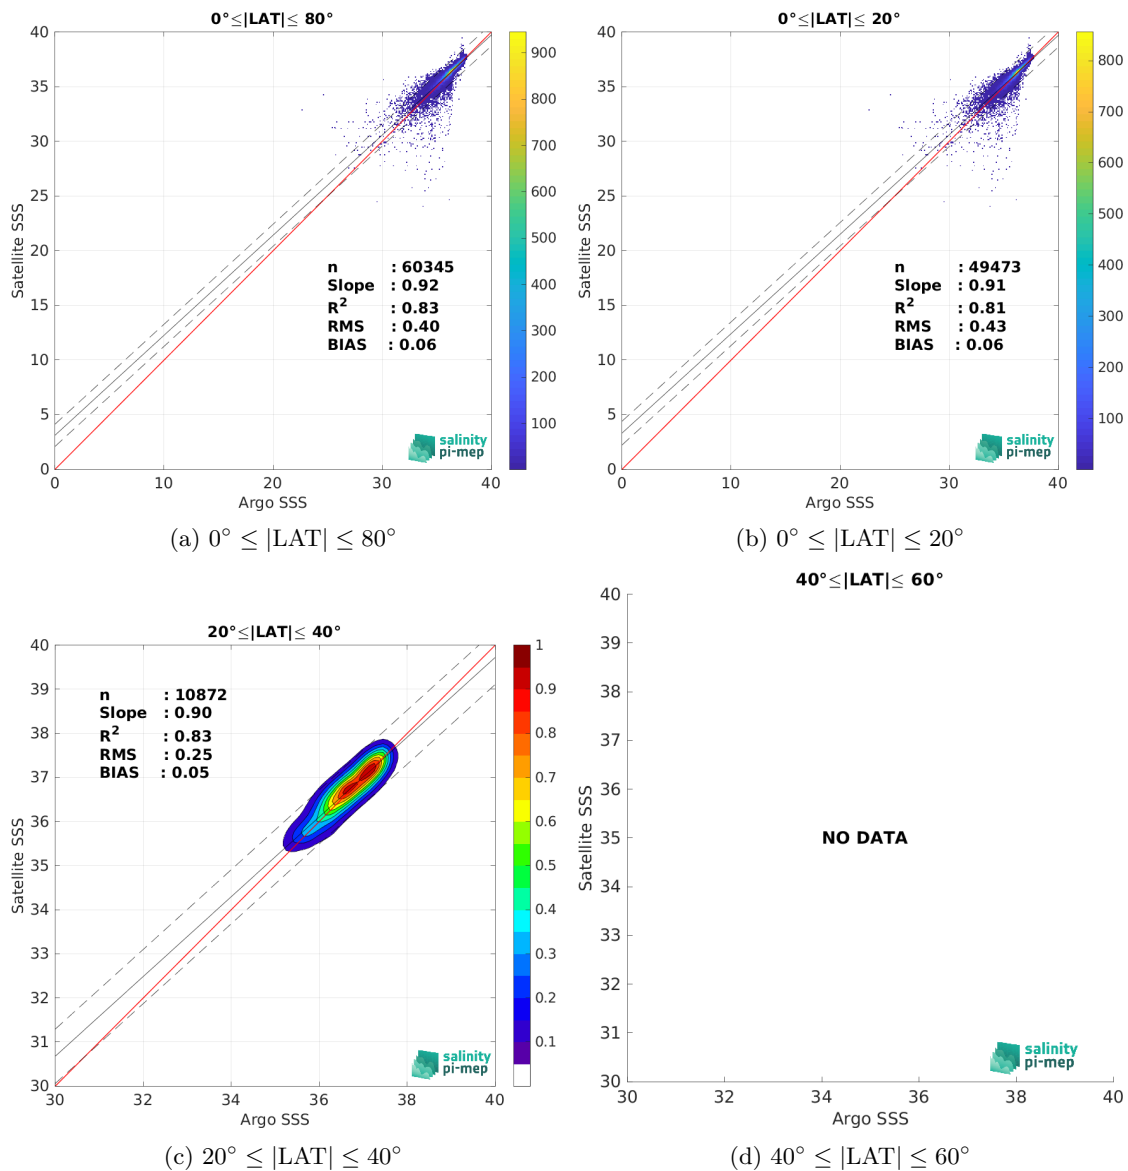 0°≤|LAT|≤ 80°
40
35
30
25
20
15
10
5
0
Satellite SSS
n : 60345
Slope : 0.92
R² : 0.83
RMS : 0.40
BIAS : 0.06
salinity
pi-mep
0 10 20 30 40
Argo SSS
900
800
700
600
500
400
300
200
100
(a) 0° ≤ |LAT| ≤ 80°
0°≤|LAT|≤ 20°
40
35
30
25
20
15
10
5
0
Satellite SSS
n : 49473
Slope : 0.91
R² : 0.81
RMS : 0.43
BIAS : 0.06
salinity
pi-mep
0 10 20 30 40
Argo SSS
800
700
600
500
400
300
200
100
(b) 0° ≤ |LAT| ≤ 20°
20°≤|LAT|≤ 40°
40
39
38
37
36
35
34
33
32
31
30
Satellite SSS
n : 10872
Slope : 0.90
R² : 0.83
RMS : 0.25
BIAS : 0.05
salinity
pi-mep
30 32 34 36 38 40
Argo SSS
1
0.9
0.8
0.7
0.6
0.5
0.4
0.3
0.2
0.1
(c) 20° ≤ |LAT| ≤ 40°
40°≤|LAT|≤ 60°
40
39
38
37
36
35
34
33
32
31
30
Satellite SSS
NO DATA
salinity
pi-mep
30 32 34 36 38 40
Argo SSS
(d) 40° ≤ |LAT| ≤ 60°